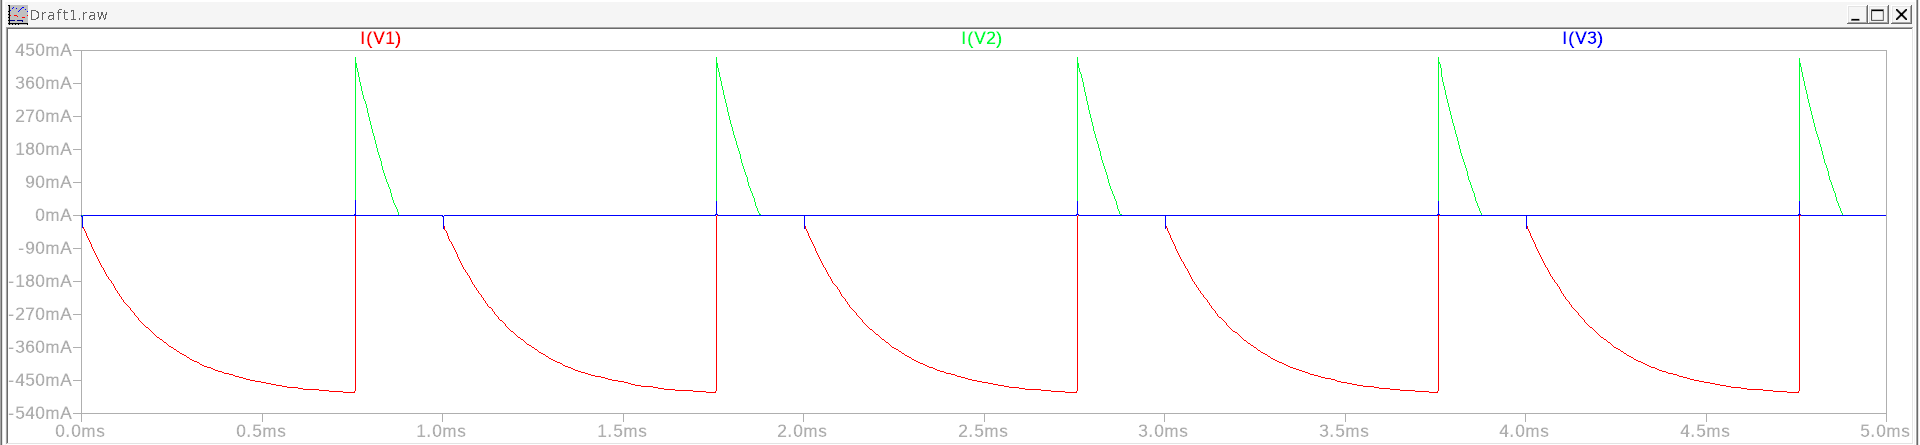 Draft1.raw
I(V1) I(V2) I(V3)
450mA
360mA
270mA
180mA
90mA
0mA
-90mA
-180mA
-270mA
-360mA
-450mA
-540mA
0.0ms 0.5ms 1.0ms 1.5ms 2.0ms 2.5ms 3.0ms 3.5ms 4.0ms 4.5ms 5.0ms